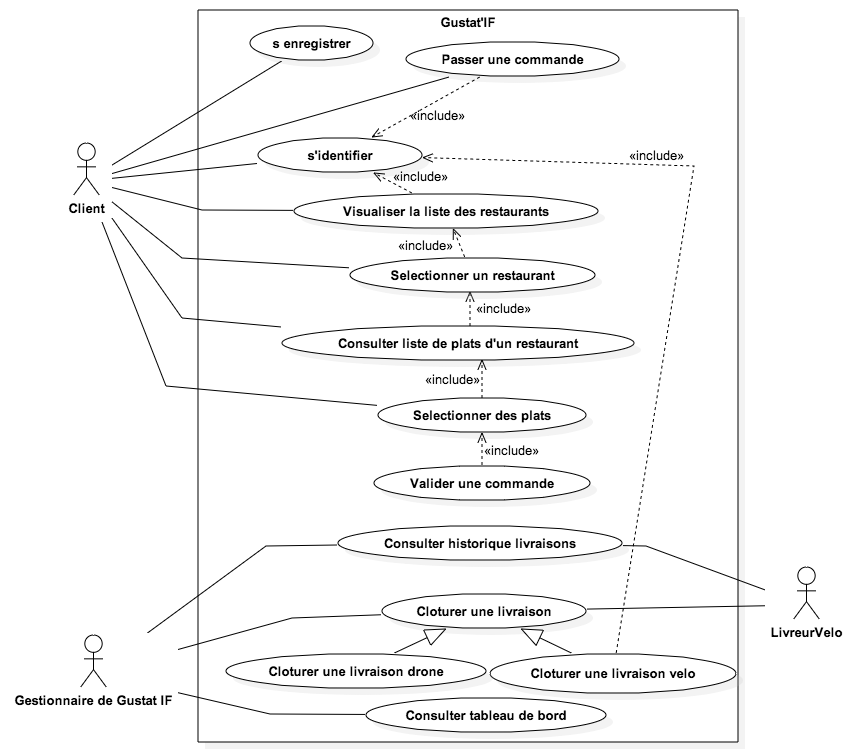 Gustat'IF
s enregistrer
Passer une commande
«include»
s'identifier
«include»
«include»
Client
Visualiser la liste des restaurants
«include»
Selectionner un restaurant
«include»
Consulter liste de plats d'un restaurant
«include»
Selectionner des plats
«include»
Valider une commande
Consulter historique livraisons
Cloturer une livraison
LivreurVelo
Cloturer une livraison drone
Cloturer une livraison velo
Gestionnaire de Gustat IF
Consulter tableau de bord